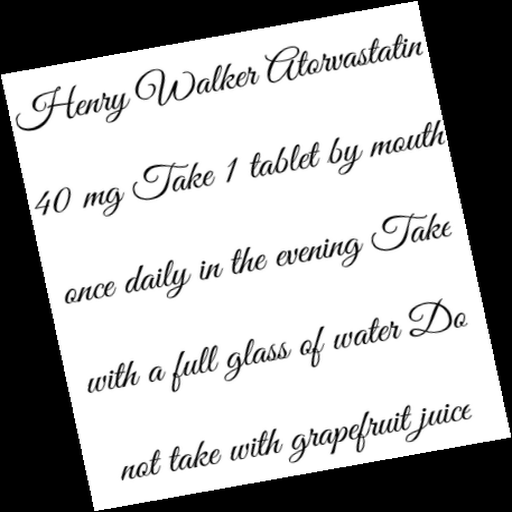 Henry Walker Atorvastatin
40 mg Take 1 tablet by mouth
once daily in the evening Take
with a full glass of water Do
not take with grapefruit juice